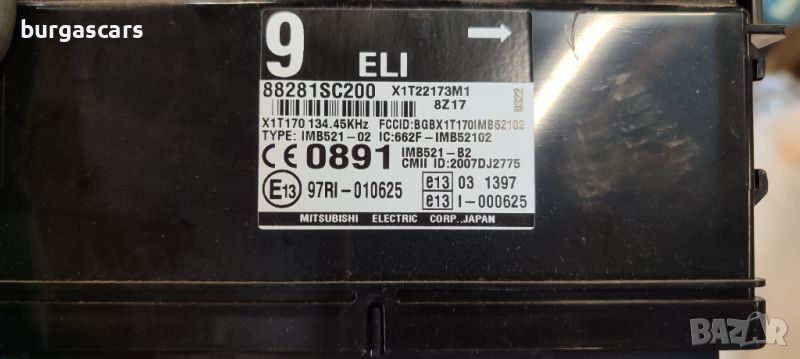 burgascars
9 ELI
88281SC200 X1T22173M1
8Z17
0322
X1T170 134.45KHz FCCID:BGBX1T170IMB52102
TYPE: IMB521-02 IC:662F-IMB52102
CE 0891 IMB521-B2
CMII ID:2007DJ2775
E13 97RI-010625 e13 03 1397
e13 I-000625
MITSUBISHI ELECTRIC CORP.,JAPAN
BAZAR